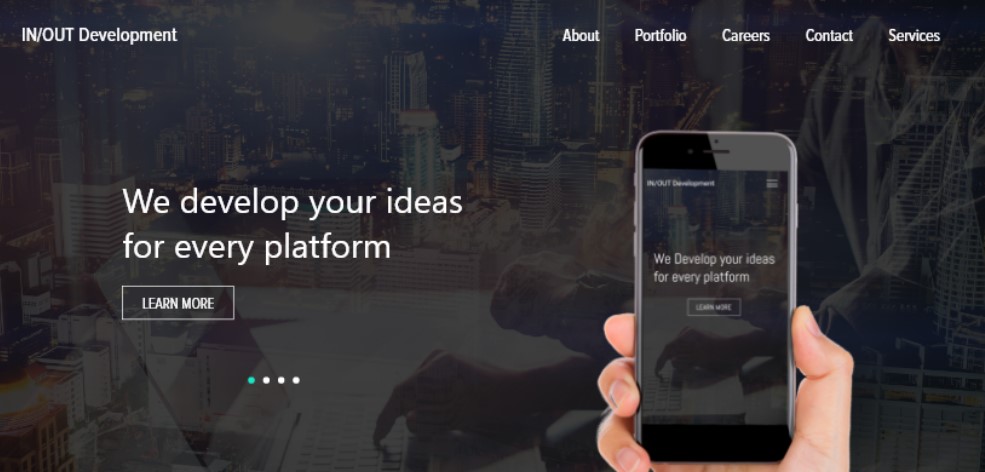 IN/OUT Development
About
Portfolio
Careers
Contact
Services
We develop your ideas
for every platform
LEARN MORE
IN/OUT Development
We Develop your ideas
for every platform
LEARN MORE